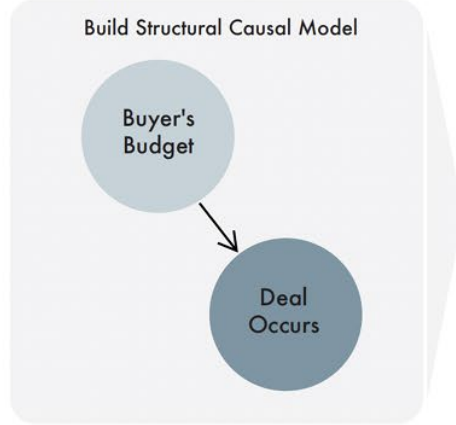 Build Structural Causal Model
Buyer's
Budget
Deal
Occurs